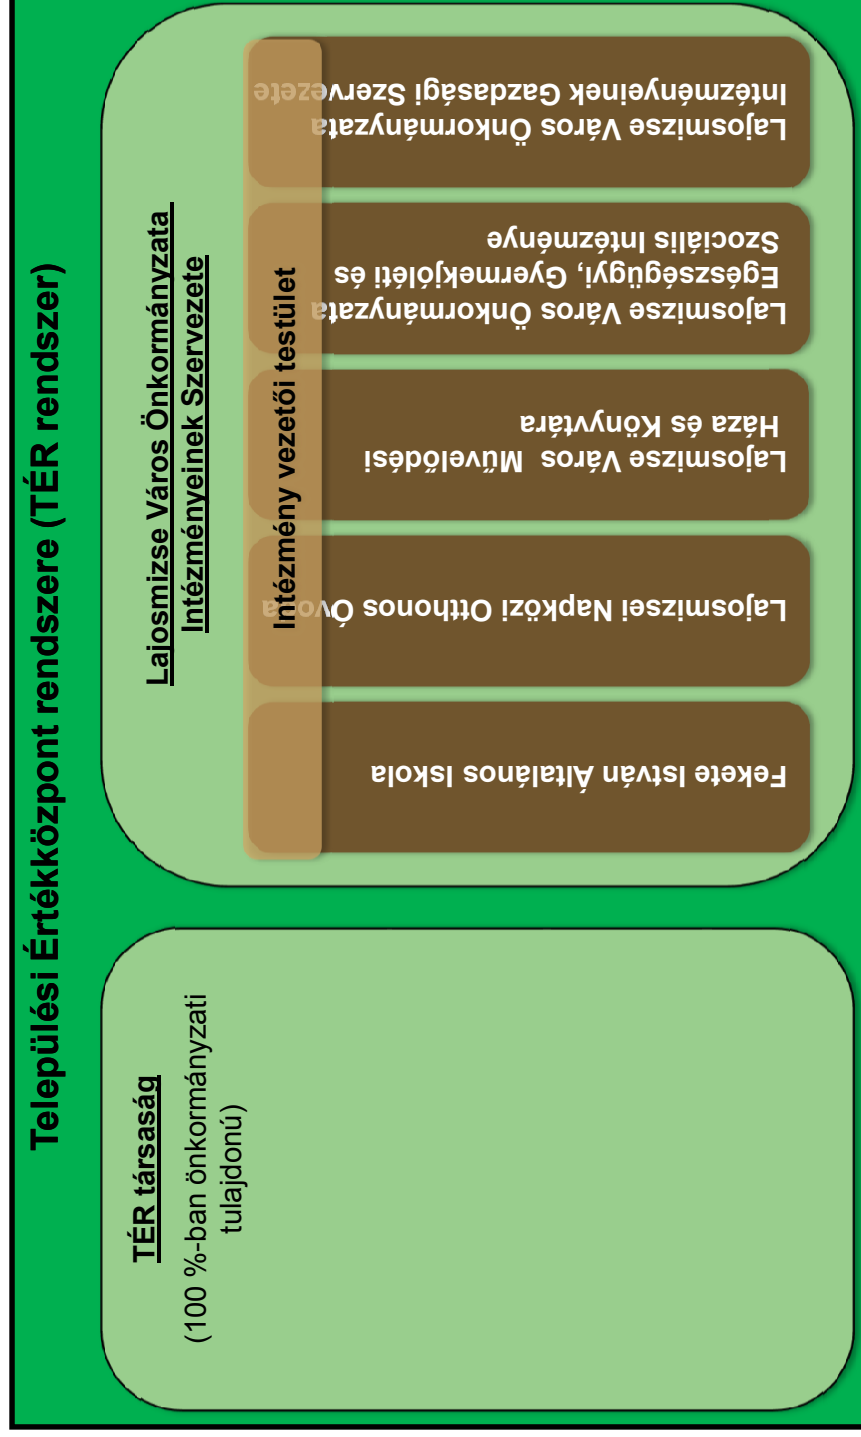 Települési Értékközpont rendszere (TÉR rendszer)
TÉR társaság
(100 %-ban önkormányzati
tulajdonú)
Lajosmizse Város Önkormányzata
Intézményeinek Szervezete
Intézmény vezetői testület
Fekete István Általános Iskola
Lajosmizsei Napközi Otthonos Óvoda
Lajosmizse Város Művelődési
Háza és Könyvtára
Lajosmizse Város Önkormányzata
Egészségügyi, Gyermekjóléti és
Szociális Intézménye
Lajosmizse Város Önkormányzata
Intézményeinek Gazdasági Szervezete